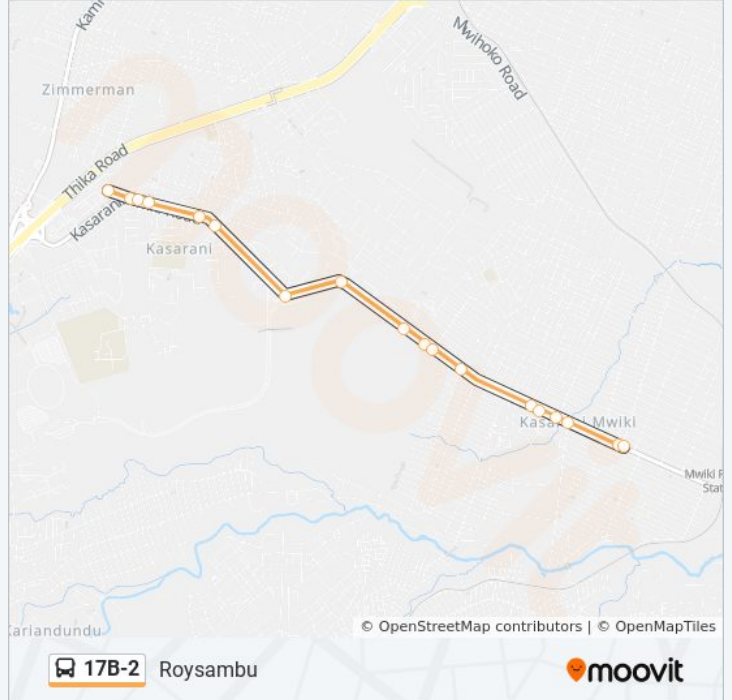 Kami
Mwihoko Road
Zimmerman
Thika Road
Kasarani
Kasarani
Kasarani Mwiki
Mwiki P
Stat
Kariandundu
© OpenStreetMap contributors | © OpenMapTiles
17B-2 Roysambu
moovit